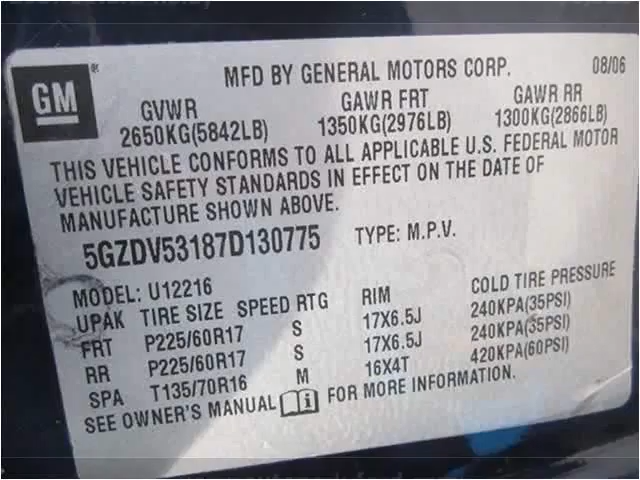 GM® MFD BY GENERAL MOTORS CORP. 08/06
GVWR GAWR FRT GAWR RR
2650KG(5842LB) 1350KG(2976LB) 1300KG(2866LB)
THIS VEHICLE CONFORMS TO ALL APPLICABLE U.S. FEDERAL MOTOR
VEHICLE SAFETY STANDARDS IN EFFECT ON THE DATE OF
MANUFACTURE SHOWN ABOVE.
5GZDV53187D130775 TYPE: M.P.V.
MODEL: U12216
UPAK TIRE SIZE SPEED RTG RIM COLD TIRE PRESSURE
FRT P225/60R17 S 17X6.5J 240KPA(35PSI)
RR P225/60R17 S 17X6.5J 240KPA(35PSI)
SPA T135/70R16 M 16X4T 420KPA(60PSI)
SEE OWNER'S MANUAL i FOR MORE INFORMATION.